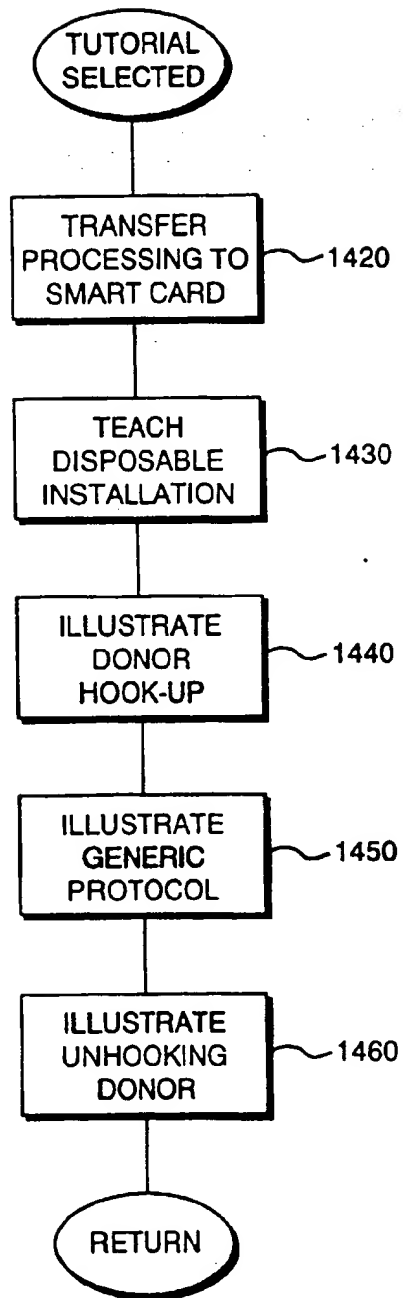 TUTORIAL
SELECTED
TRANSFER
PROCESSING TO
SMART CARD
1420
TEACH
DISPOSABLE
INSTALLATION
1430
ILLUSTRATE
DONOR
HOOK-UP
1440
ILLUSTRATE
GENERIC
PROTOCOL
1450
ILLUSTRATE
UNHOOKING
DONOR
1460
RETURN